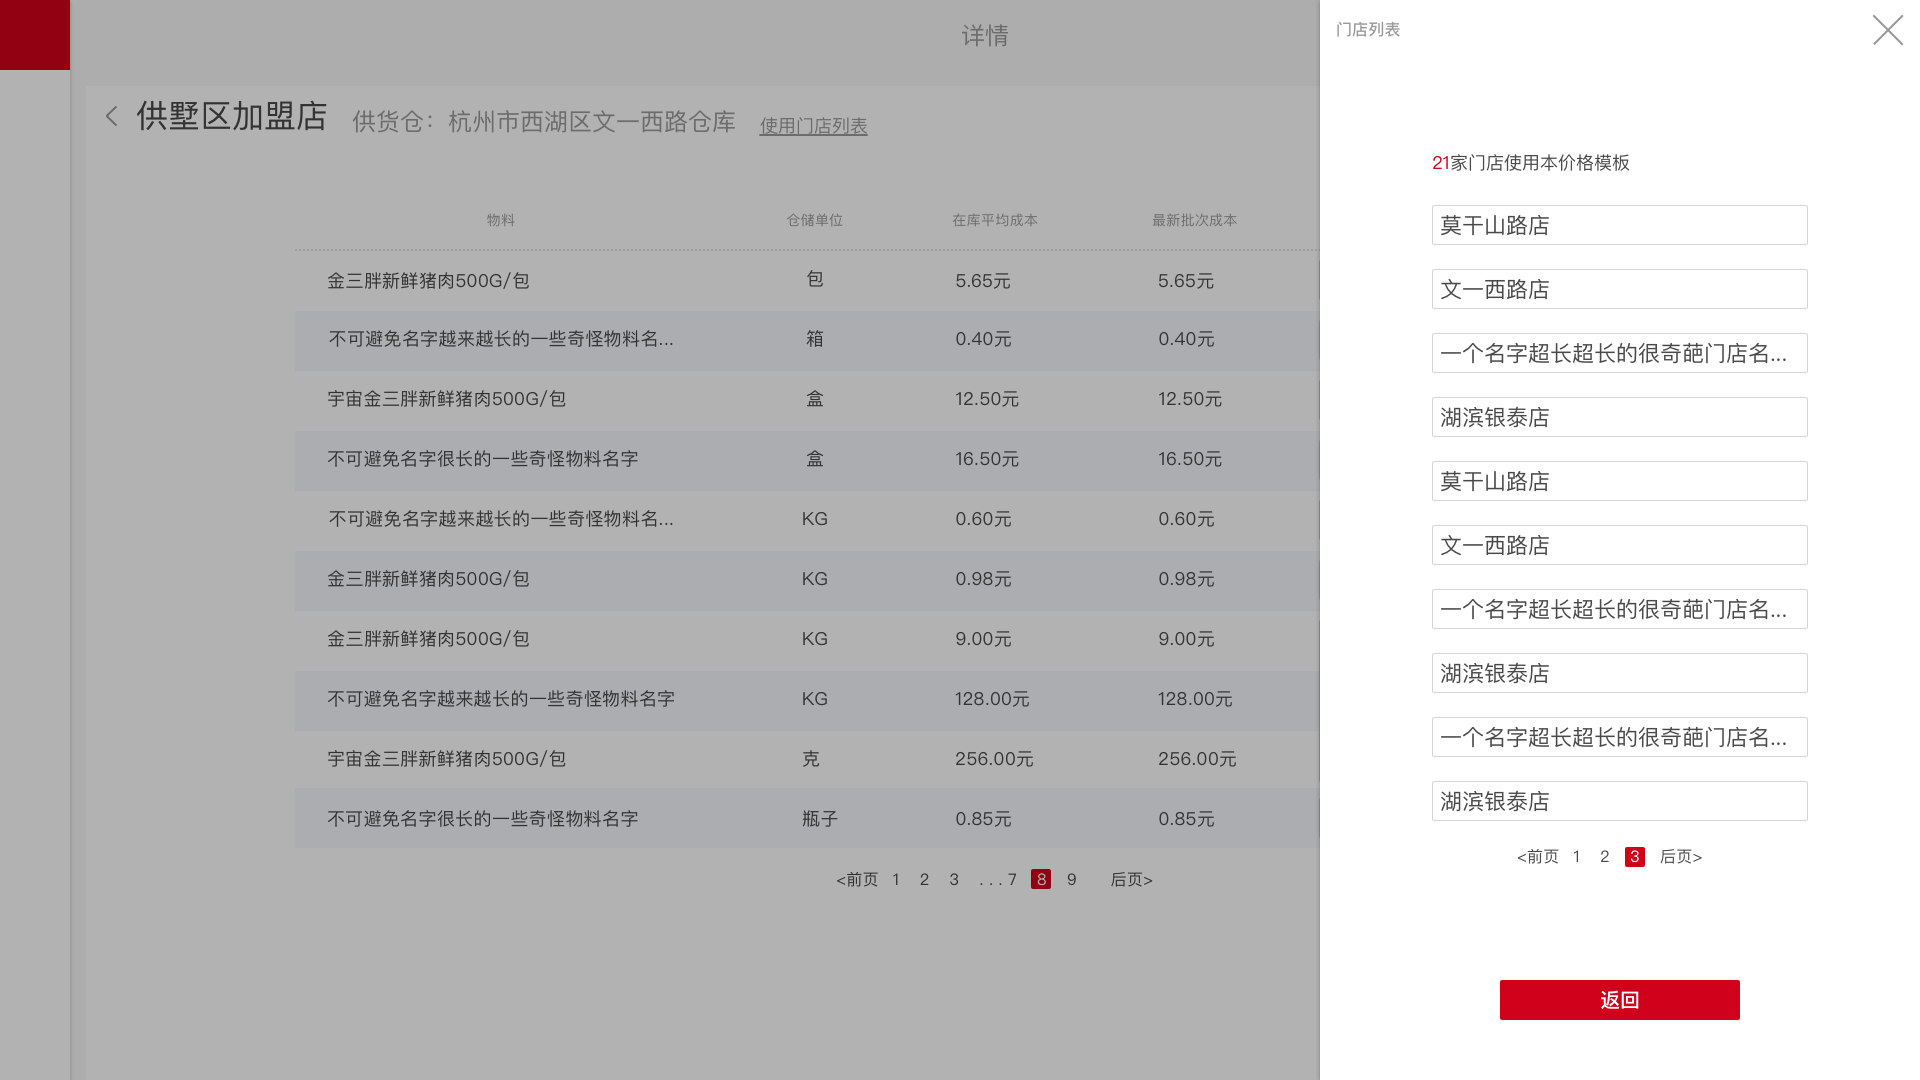 详情
供墅区加盟店 供货仓：杭州市西湖区文一西路仓库 使用门店列表
物料 仓储单位 在库平均成本 最新批次成本
金三胖新鲜猪肉500G/包 包 5.65元 5.65元
不可避免名字越来越长的一些奇怪物料名... 箱 0.40元 0.40元
宇宙金三胖新鲜猪肉500G/包 盒 12.50元 12.50元
不可避免名字很长的一些奇怪物料名字 盒 16.50元 16.50元
不可避免名字越来越长的一些奇怪物料名... KG 0.60元 0.60元
金三胖新鲜猪肉500G/包 KG 0.98元 0.98元
金三胖新鲜猪肉500G/包 KG 9.00元 9.00元
不可避免名字越来越长的一些奇怪物料名字 KG 128.00元 128.00元
宇宙金三胖新鲜猪肉500G/包 克 256.00元 256.00元
不可避免名字很长的一些奇怪物料名字 瓶子 0.85元 0.85元
<前页 1 2 3 ...7 8 9 后页>
门店列表
21家门店使用本价格模板
莫干山路店
文一西路店
一个名字超长超长的很奇葩门店名...
湖滨银泰店
莫干山路店
文一西路店
一个名字超长超长的很奇葩门店名...
湖滨银泰店
一个名字超长超长的很奇葩门店名...
湖滨银泰店
<前页 1 2 3 后页>
返回